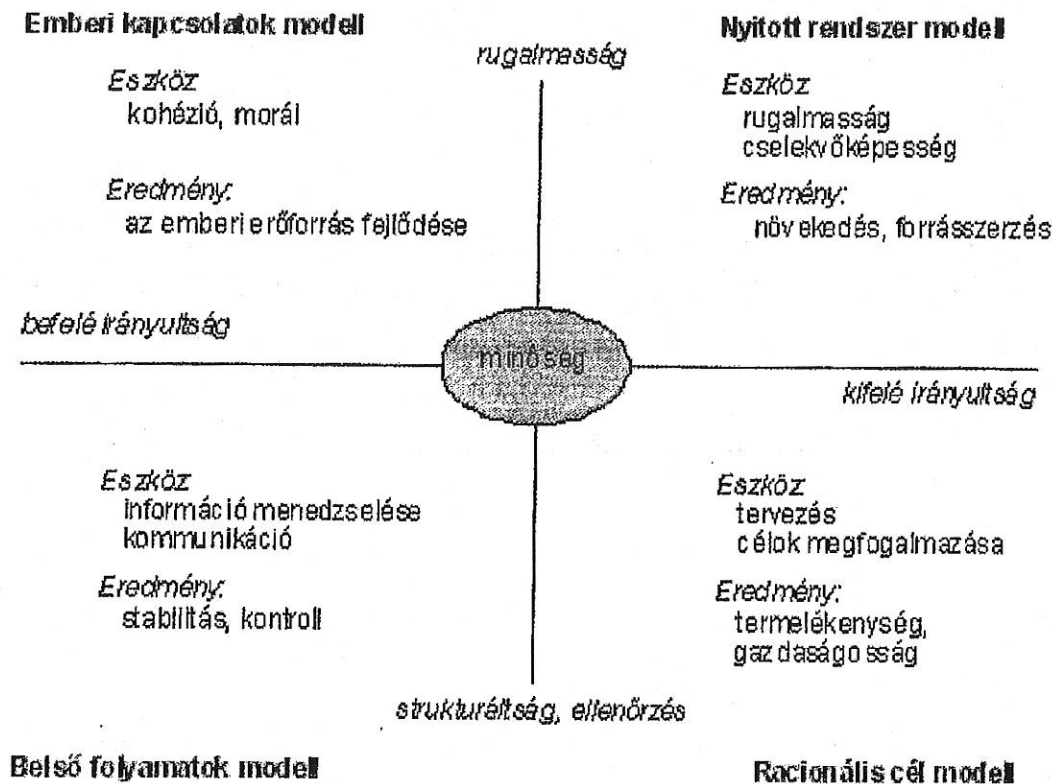 Emberi kapcsolatok modell
Nyitott rendszer modell
rugalmasság
Eszköz
kohézió, morál
Eredmény:
az emberi erőforrás fejlődése
Eszköz
rugalmasság
cselekvőképesség
Eredmény:
növekedés, forrásszerzés
befelé irányultság
minőség
kifelé irányultság
Eszköz
információ menedzselése
kommunikáció
Eredmény:
stabilitás, kontroll
Eszköz
tervezés
célok megfogalmazása
Eredmény:
termelékenység,
gazdaságosság
strukturáltság, ellenőrzés
Belső folyamatok modell
Racionális cél modell